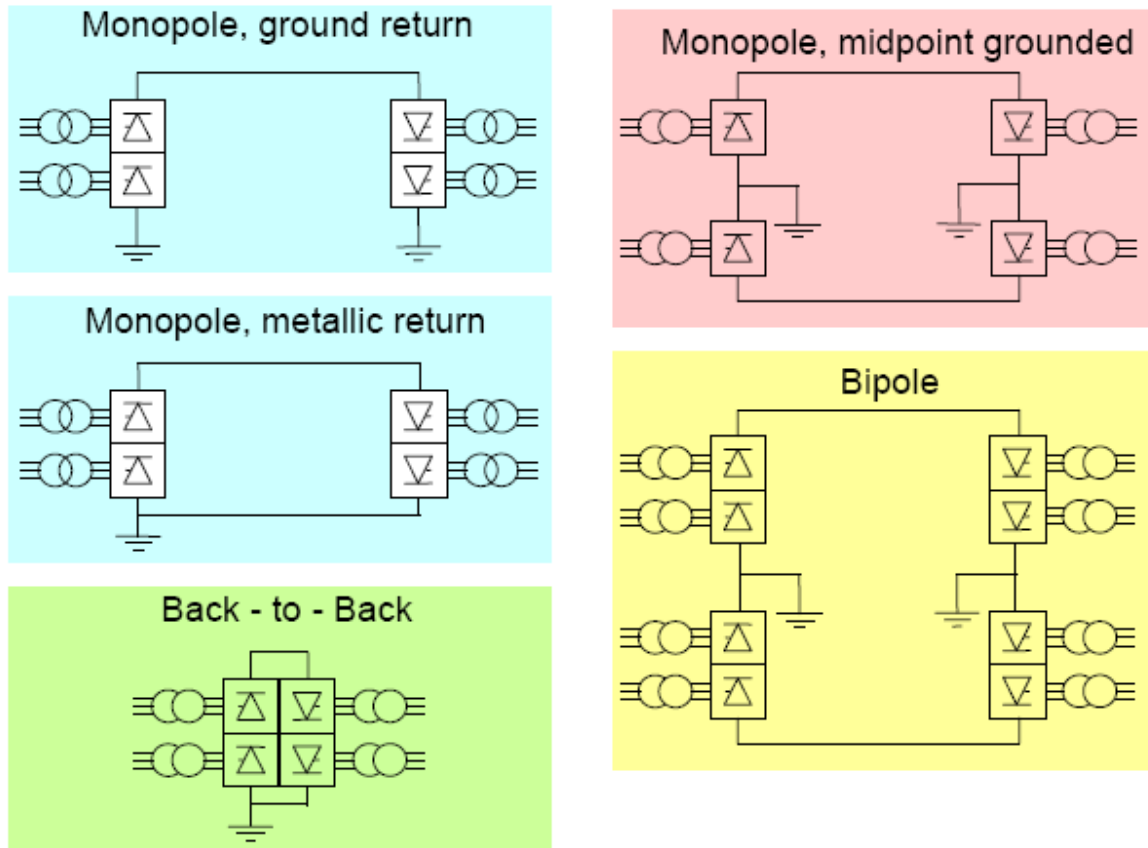 Monopole, ground return
Monopole, metallic return
Back - to - Back
Monopole, midpoint grounded
Bipole